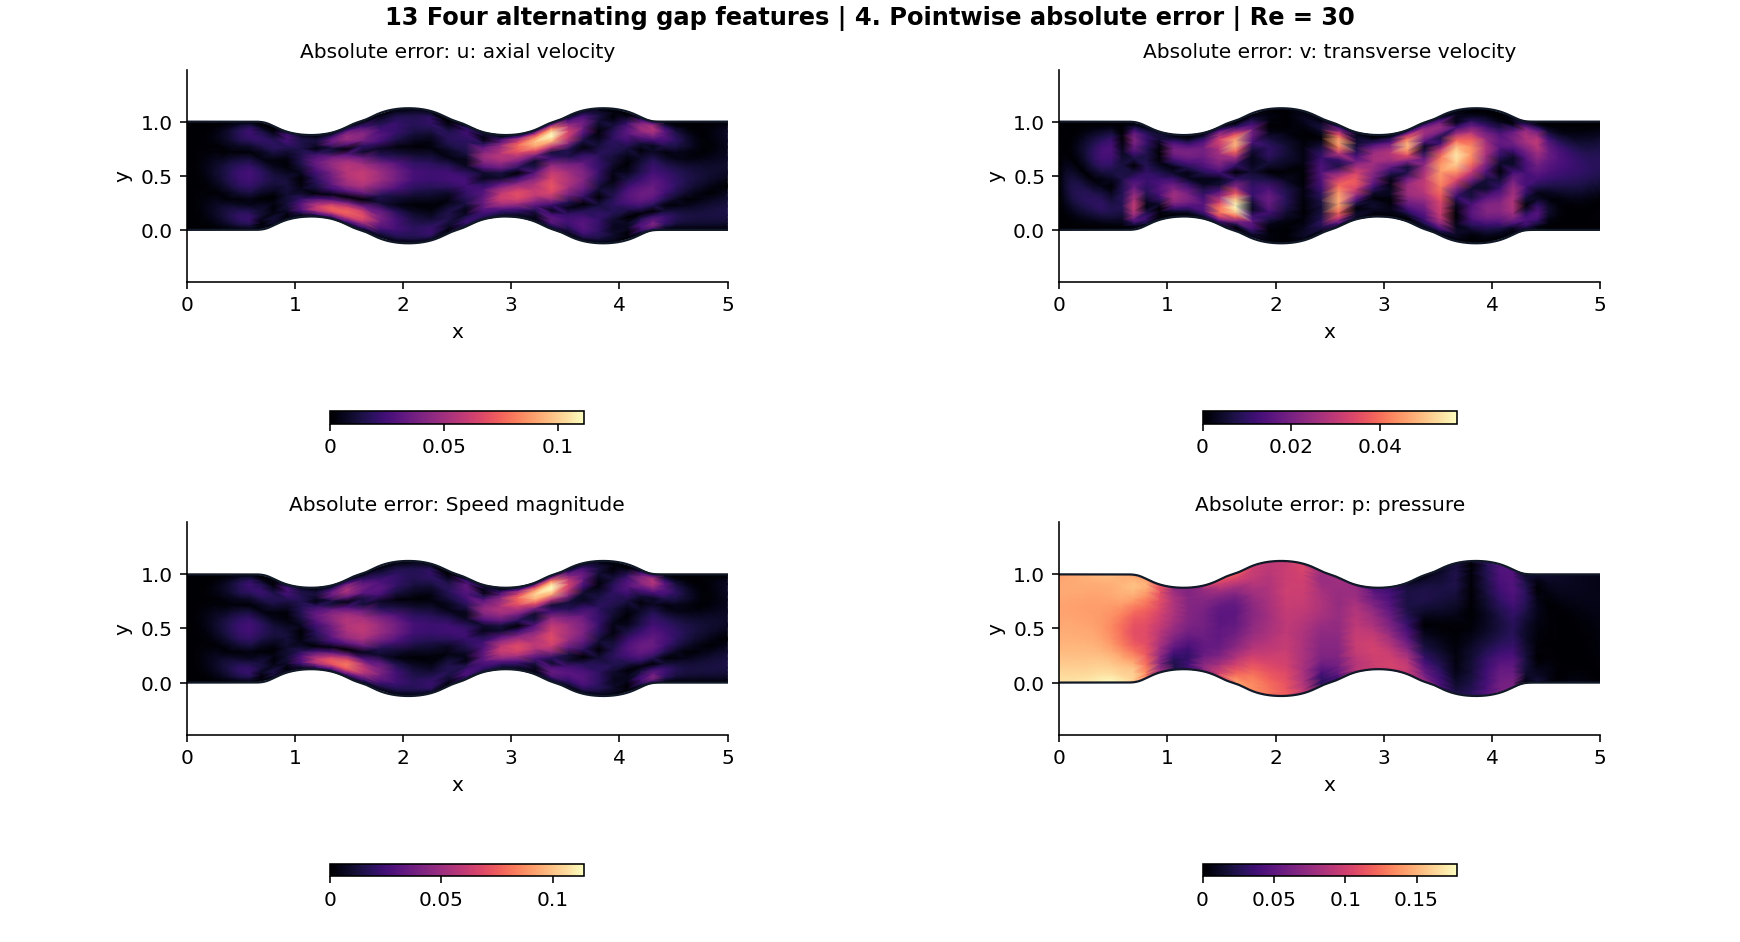 13 Four alternating gap features | 4. Pointwise absolute error | Re = 30
Absolute error: u: axial velocity
1.0
0.5
0.0
y
0 1 2 3 4 5
x
0 0.05 0.1
Absolute error: v: transverse velocity
1.0
0.5
0.0
y
0 1 2 3 4 5
x
0 0.02 0.04
Absolute error: Speed magnitude
1.0
0.5
0.0
y
0 1 2 3 4 5
x
0 0.05 0.1
Absolute error: p: pressure
1.0
0.5
0.0
y
0 1 2 3 4 5
x
0 0.05 0.1 0.15